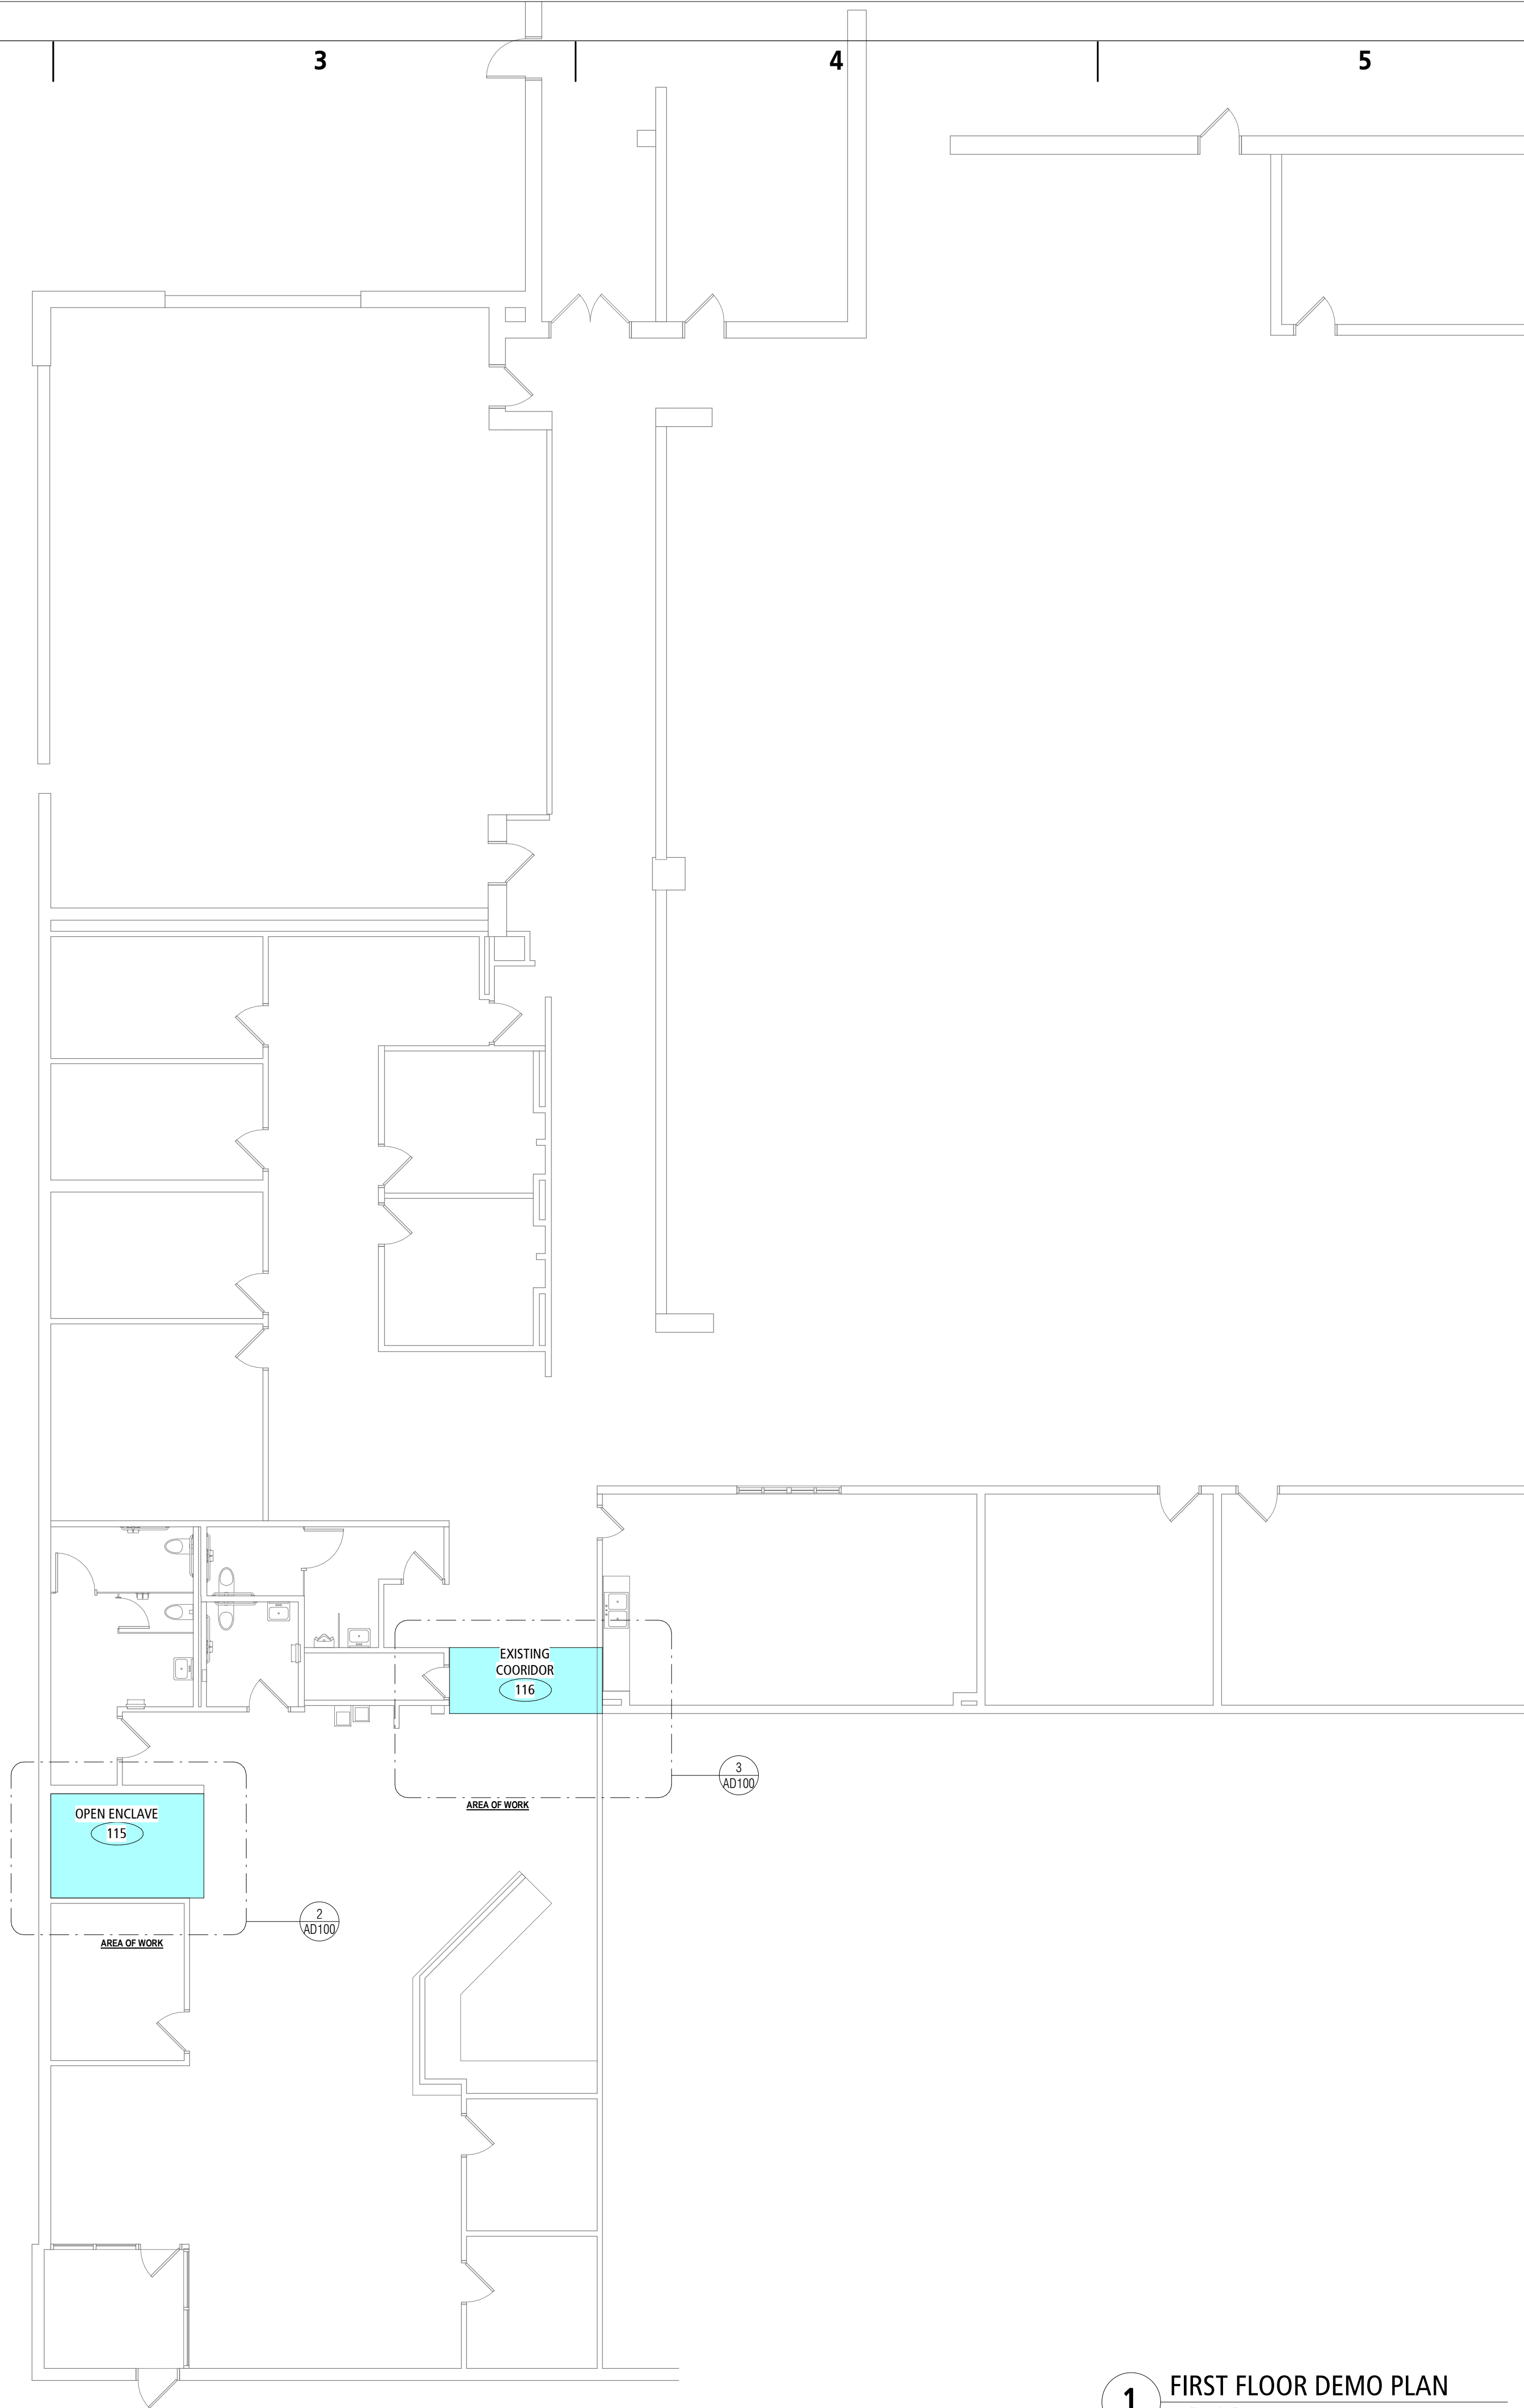 3
4
5
EXISTING
COORIDOR
116
3
AD100
AREA OF WORK
OPEN ENCLAVE
115
2
AD100
AREA OF WORK
1
FIRST FLOOR DEMO PLAN